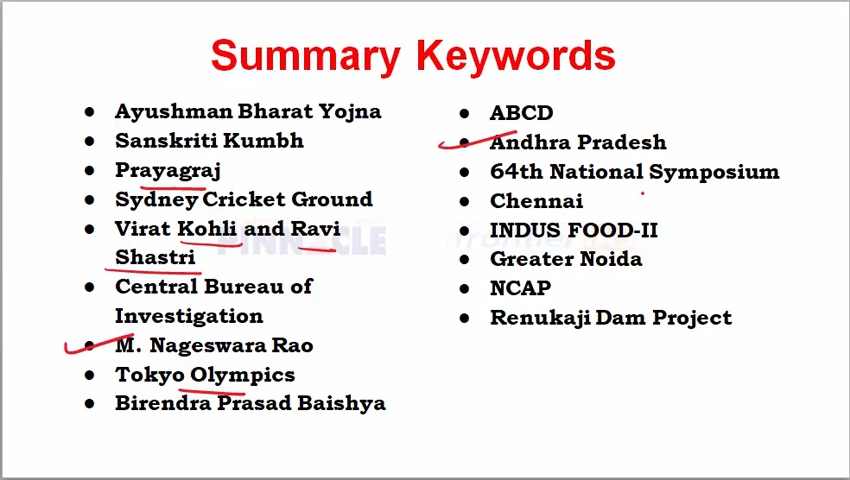 Summary Keywords
Ayushman Bharat Yojna
Sanskriti Kumbh
Prayagraj
Sydney Cricket Ground
Virat Kohli and Ravi
Shastri
Central Bureau of
Investigation
M. Nageswara Rao
Tokyo Olympics
Birendra Prasad Baishya
ABCD
Andhra Pradesh
64th National Symposium
Chennai
INDUS FOOD-II
Greater Noida
NCAP
Renukaji Dam Project
PINNACLE